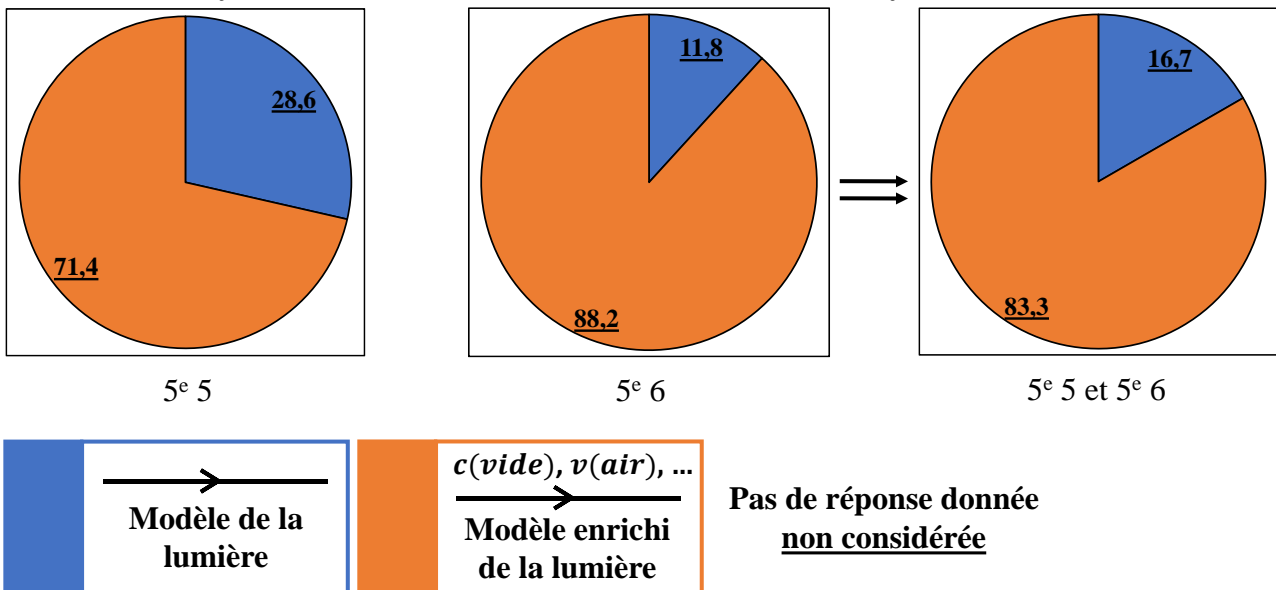 28,6
71,4
11,8
88,2
16,7
83,3
5ᵉ 5
5ᵉ 6
5ᵉ 5 et 5ᵉ 6
Modèle de la
lumière
c(vide), v(air), ...
Modèle enrichi
de la lumière
Pas de réponse donnée
non considérée